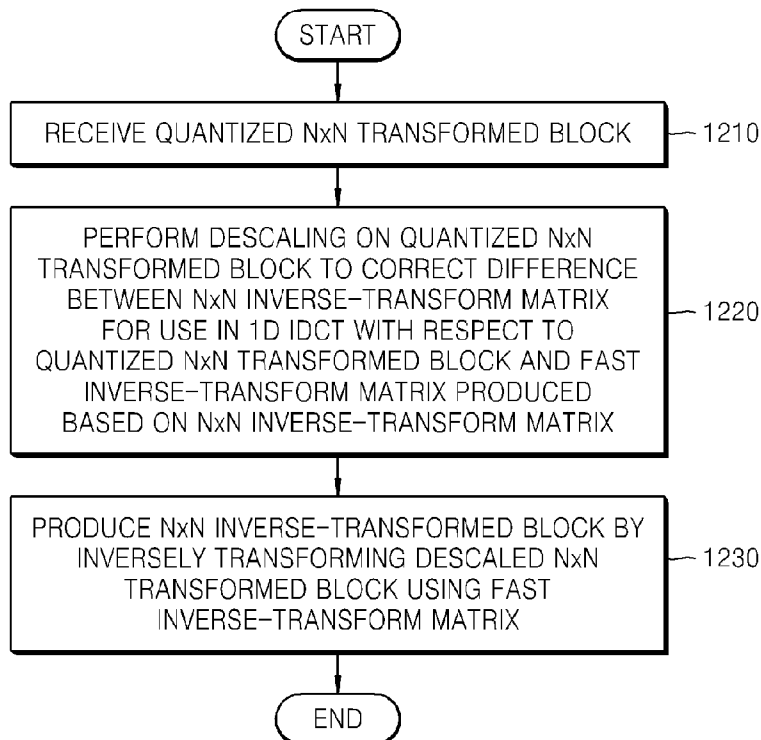 START
RECEIVE QUANTIZED NxN TRANSFORMED BLOCK
1210
PERFORM DESCALING ON QUANTIZED NxN
TRANSFORMED BLOCK TO CORRECT DIFFERENCE
BETWEEN NxN INVERSE-TRANSFORM MATRIX
FOR USE IN 1D IDCT WITH RESPECT TO
QUANTIZED NxN TRANSFORMED BLOCK AND FAST
INVERSE-TRANSFORM MATRIX PRODUCED
BASED ON NxN INVERSE-TRANSFORM MATRIX
1220
PRODUCE NxN INVERSE-TRANSFORMED BLOCK BY
INVERSELY TRANSFORMING DESCALED NxN
TRANSFORMED BLOCK USING FAST
INVERSE-TRANSFORM MATRIX
1230
END